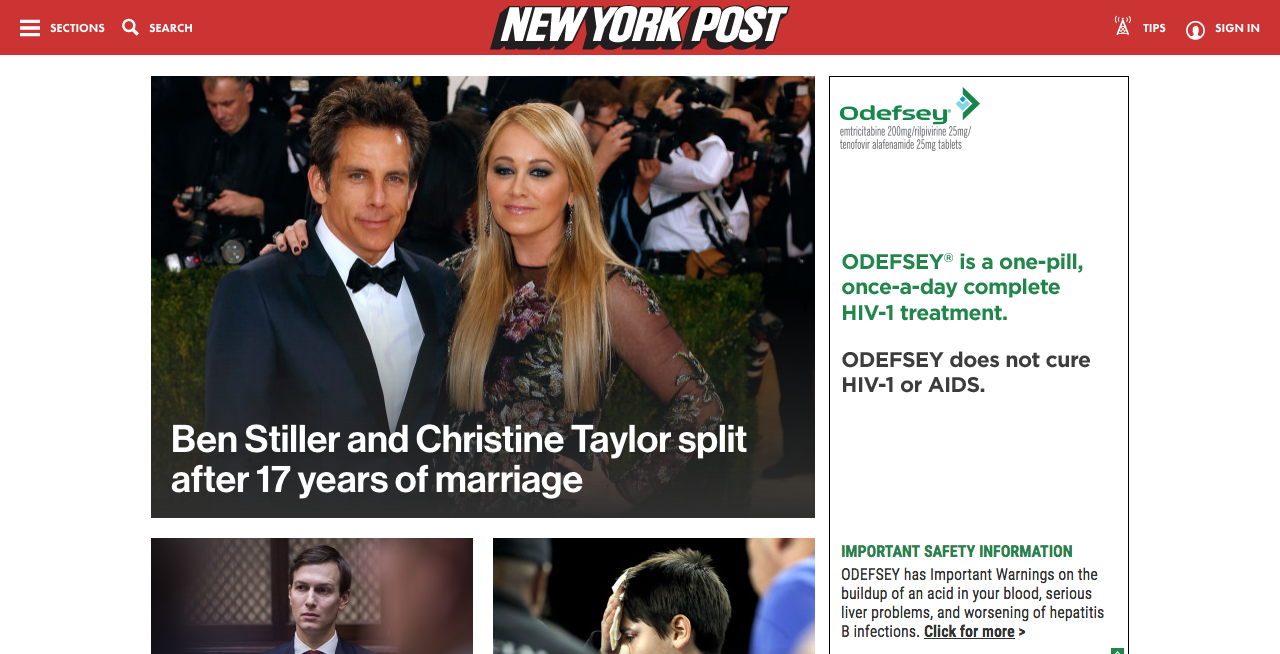 SECTIONS
SEARCH
NEW YORK POST
TIPS
SIGN IN
Ben Stiller and Christine Taylor split
after 17 years of marriage
Odefsey®
emtricitabine 200mg/rilpivirine 25mg/
tenofovir alafenamide 25mg tablets
ODEFSEY® is a one-pill,
once-a-day complete
HIV-1 treatment.
ODEFSEY does not cure
HIV-1 or AIDS.
IMPORTANT SAFETY INFORMATION
ODEFSEY has Important Warnings on the
buildup of an acid in your blood, serious
liver problems, and worsening of hepatitis
B infections. Click for more >